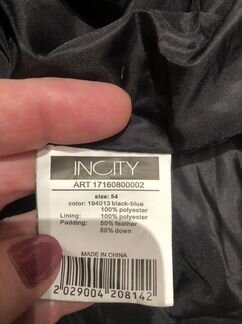 INCITY
ART 17160800002
size: 54
color: 194013 black-blue
100% polyester
Lining: 100% polyester
Padding: 50% feather
50% down
MADE IN CHINA
2 029004 208142